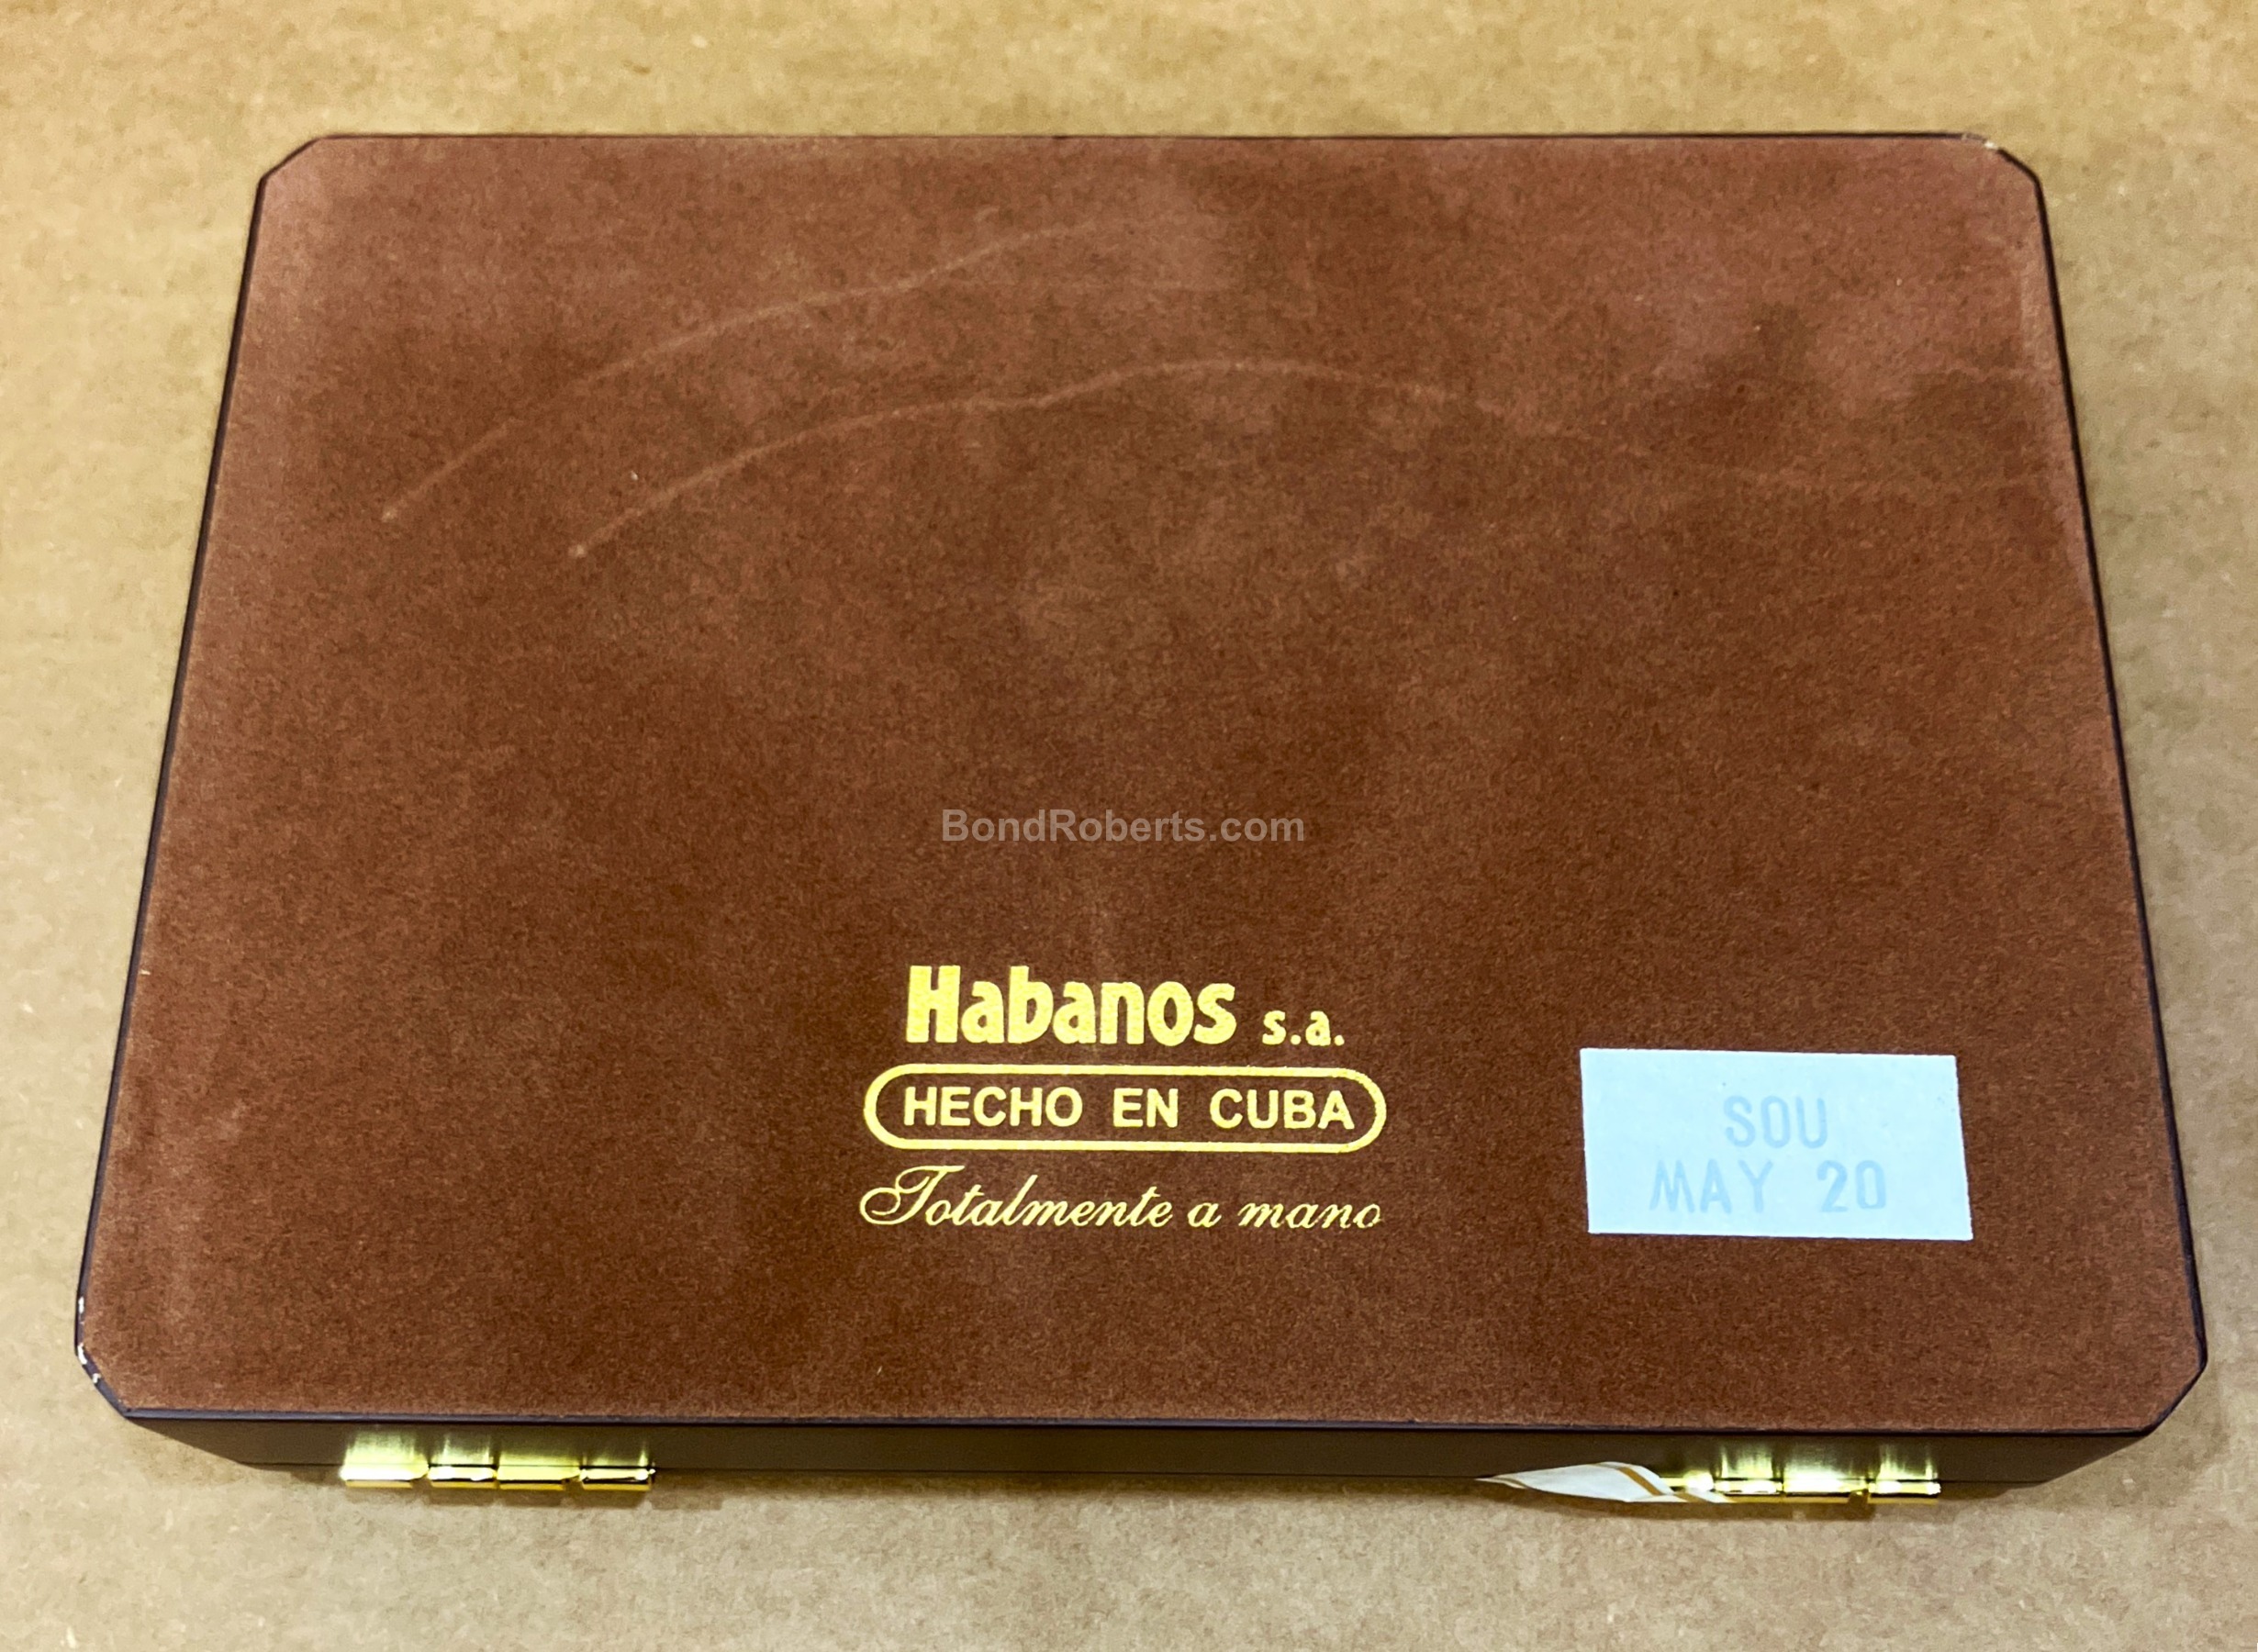 BondRoberts.com
Habanos s.a.
HECHO EN CUBA
Totalmente a mano
SOU
MAY 20